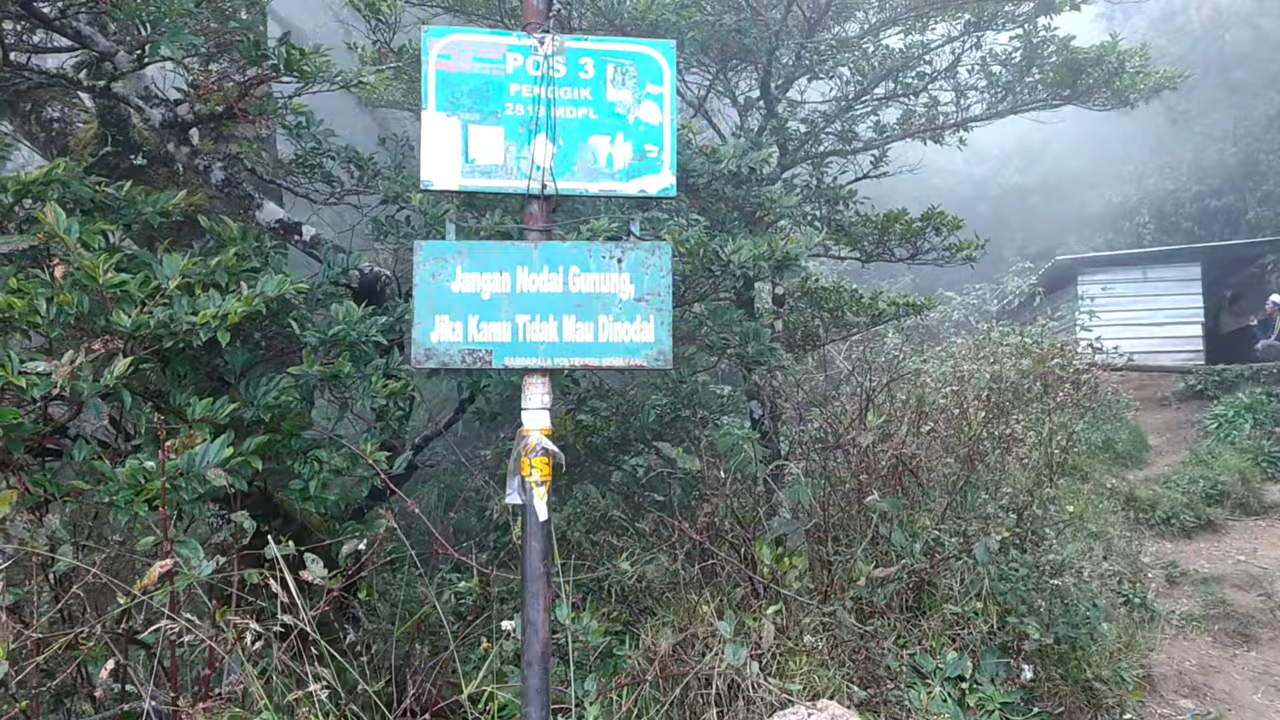 POS 3
PENGGIK
MDPL
Jangan Nodai Gunung,
Jika Kamu Tidak Mau Dinodai